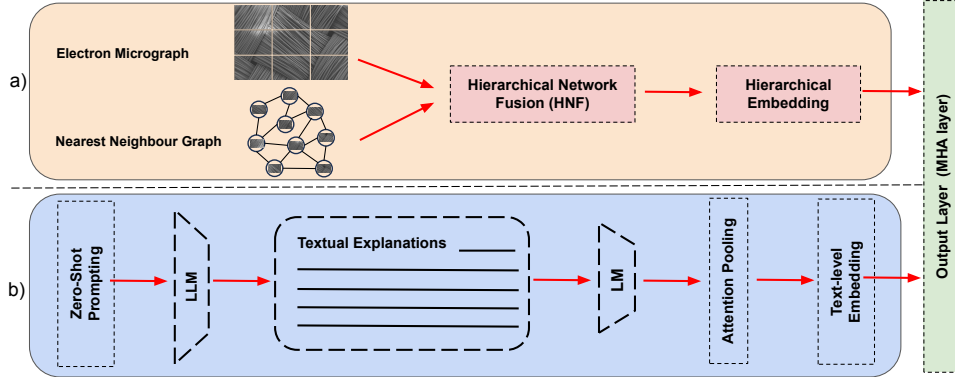 a)
Electron Micrograph
Nearest Neighbour Graph
Hierarchical Network
Fusion (HNF)
Hierarchical
Embedding
Output Layer (MHA layer)
b)
Zero-Shot
Prompting
LLM
Textual Explanations
LM
Attention Pooling
Text-level
Embedding